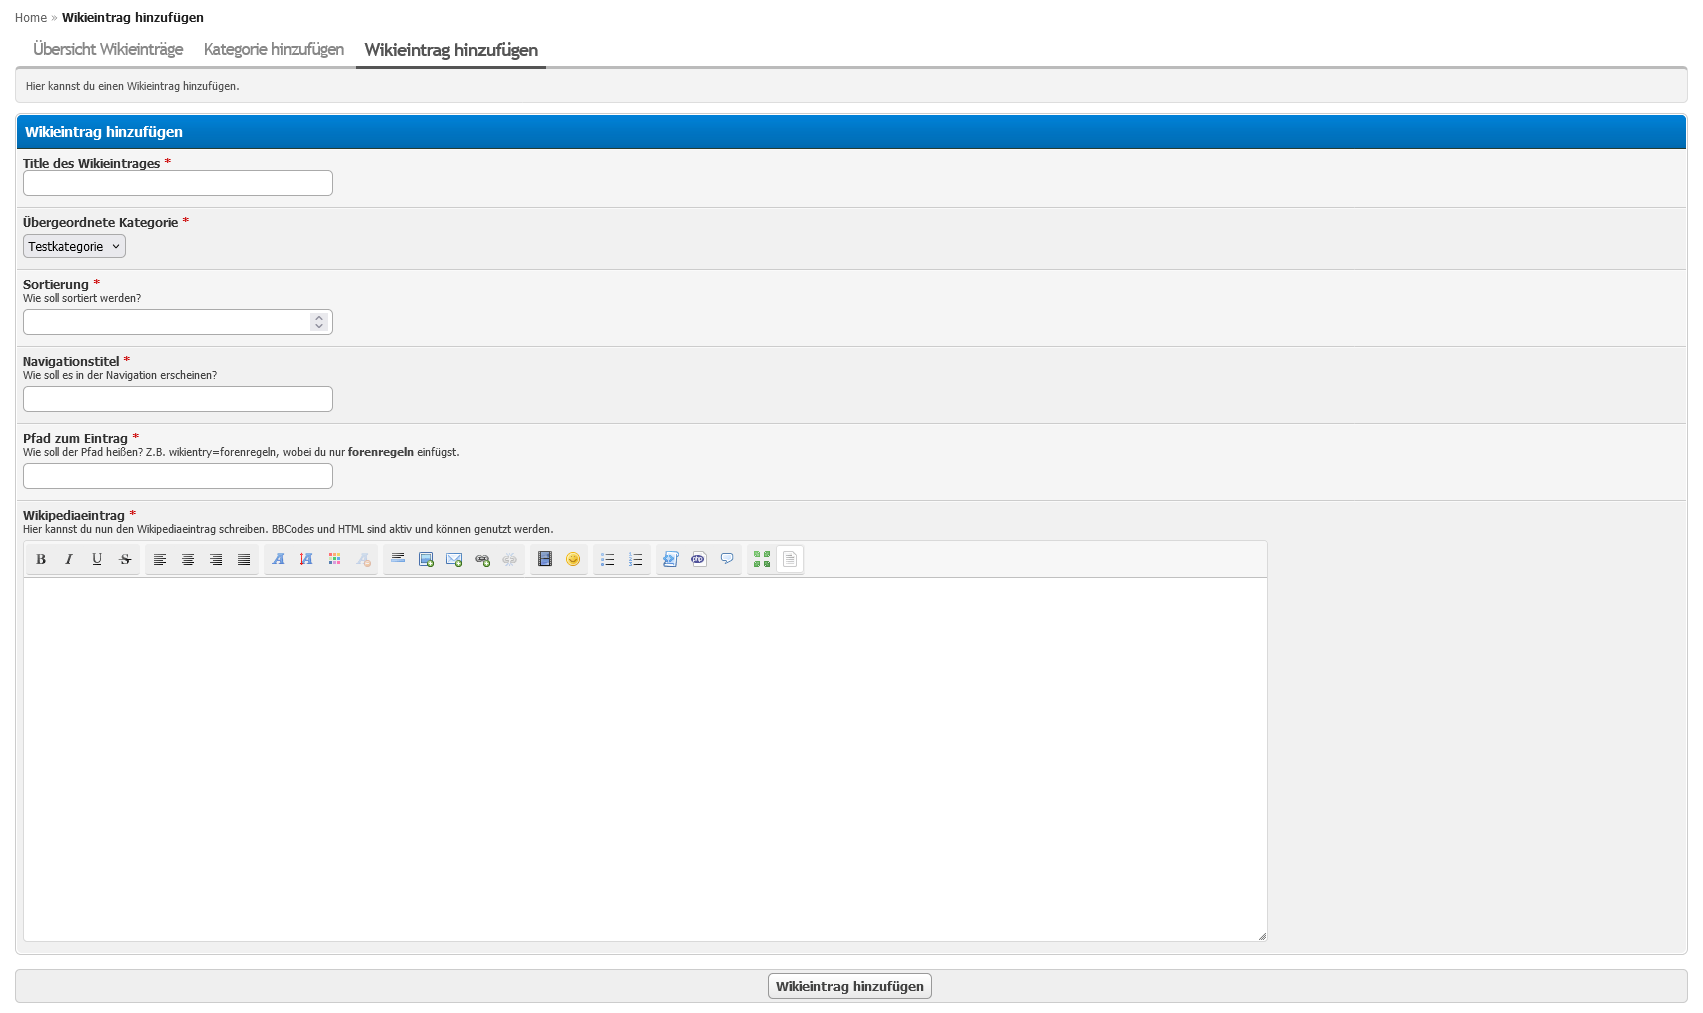 Home » Wikieintrag hinzufügen
Übersicht Wikieinträge Kategorie hinzufügen Wikieintrag hinzufügen
Hier kannst du einen Wikieintrag hinzufügen.
Wikieintrag hinzufügen
Title des Wikieintrages *
Übergeordnete Kategorie *
Testkategorie
Sortierung *
Wie soll sortiert werden?
Navigationstitel *
Wie soll es in der Navigation erscheinen?
Pfad zum Eintrag *
Wie soll der Pfad heißen? Z.B. wikientry=forenregeln, wobei du nur forenregeln einfügst.
Wikipediaeintrag *
Hier kannst du nun den Wikipediaeintrag schreiben. BBCodes und HTML sind aktiv und können genutzt werden.
B I U S
Wikieintrag hinzufügen